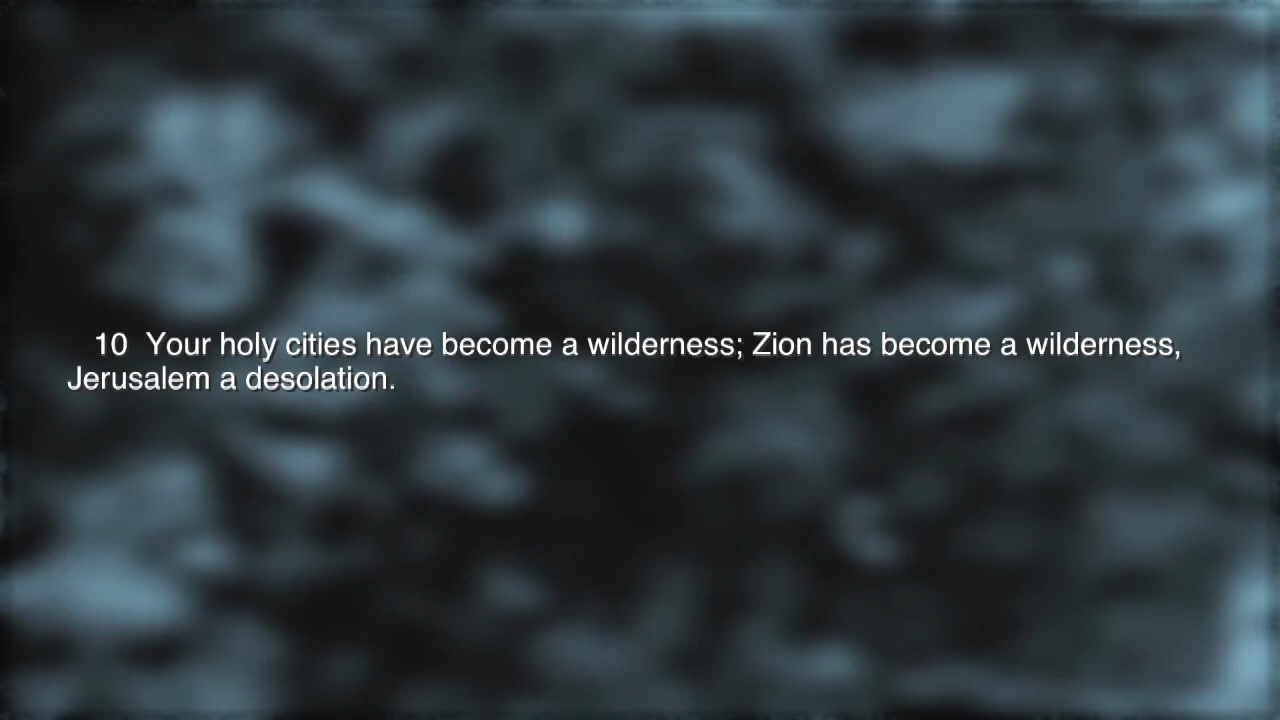 10 Your holy cities have become a wilderness; Zion has become a wilderness,
Jerusalem a desolation.